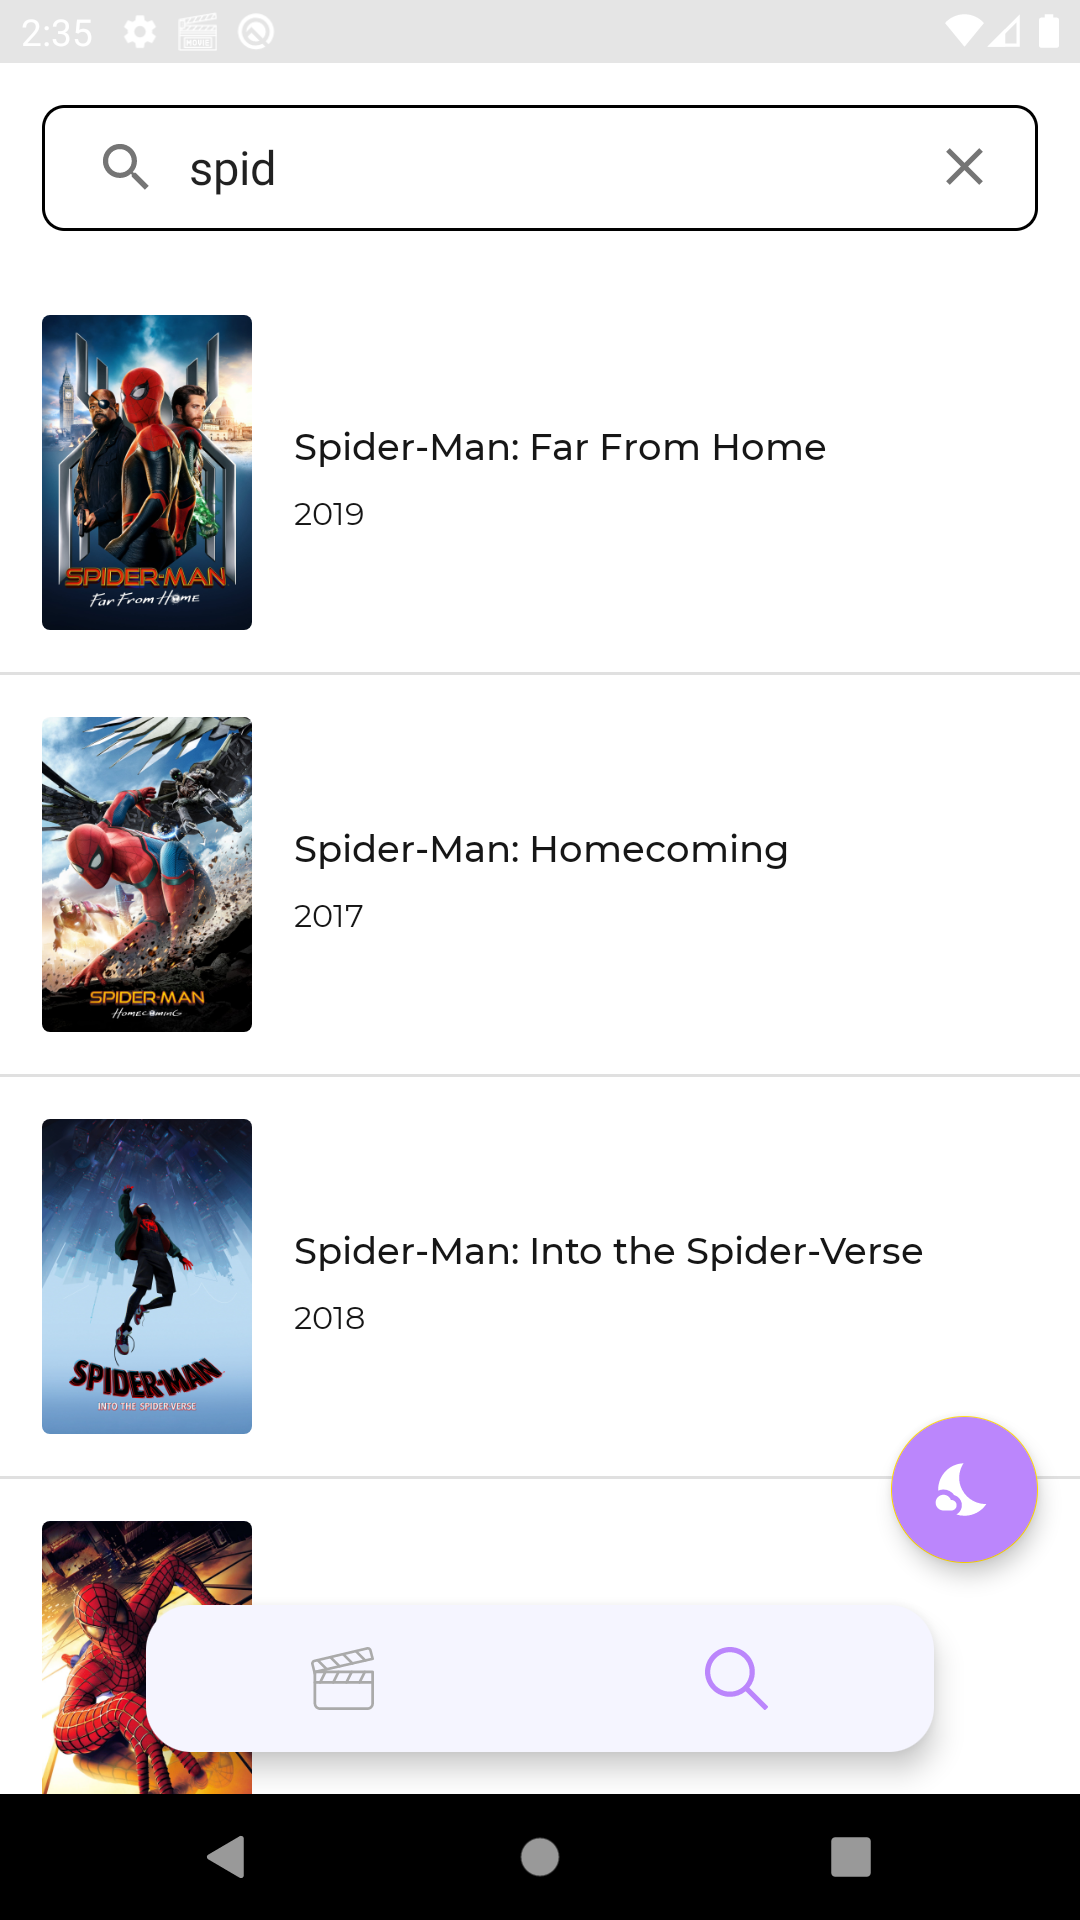 2:35
MOVIE
spid
SPIDER-MAN
Far From Home
Spider-Man: Far From Home
2019
SPIDER-MAN
HOMECOMING
Spider-Man: Homecoming
2017
SPIDER-MAN
INTO THE SPIDER-VERSE
Spider-Man: Into the Spider-Verse
2018